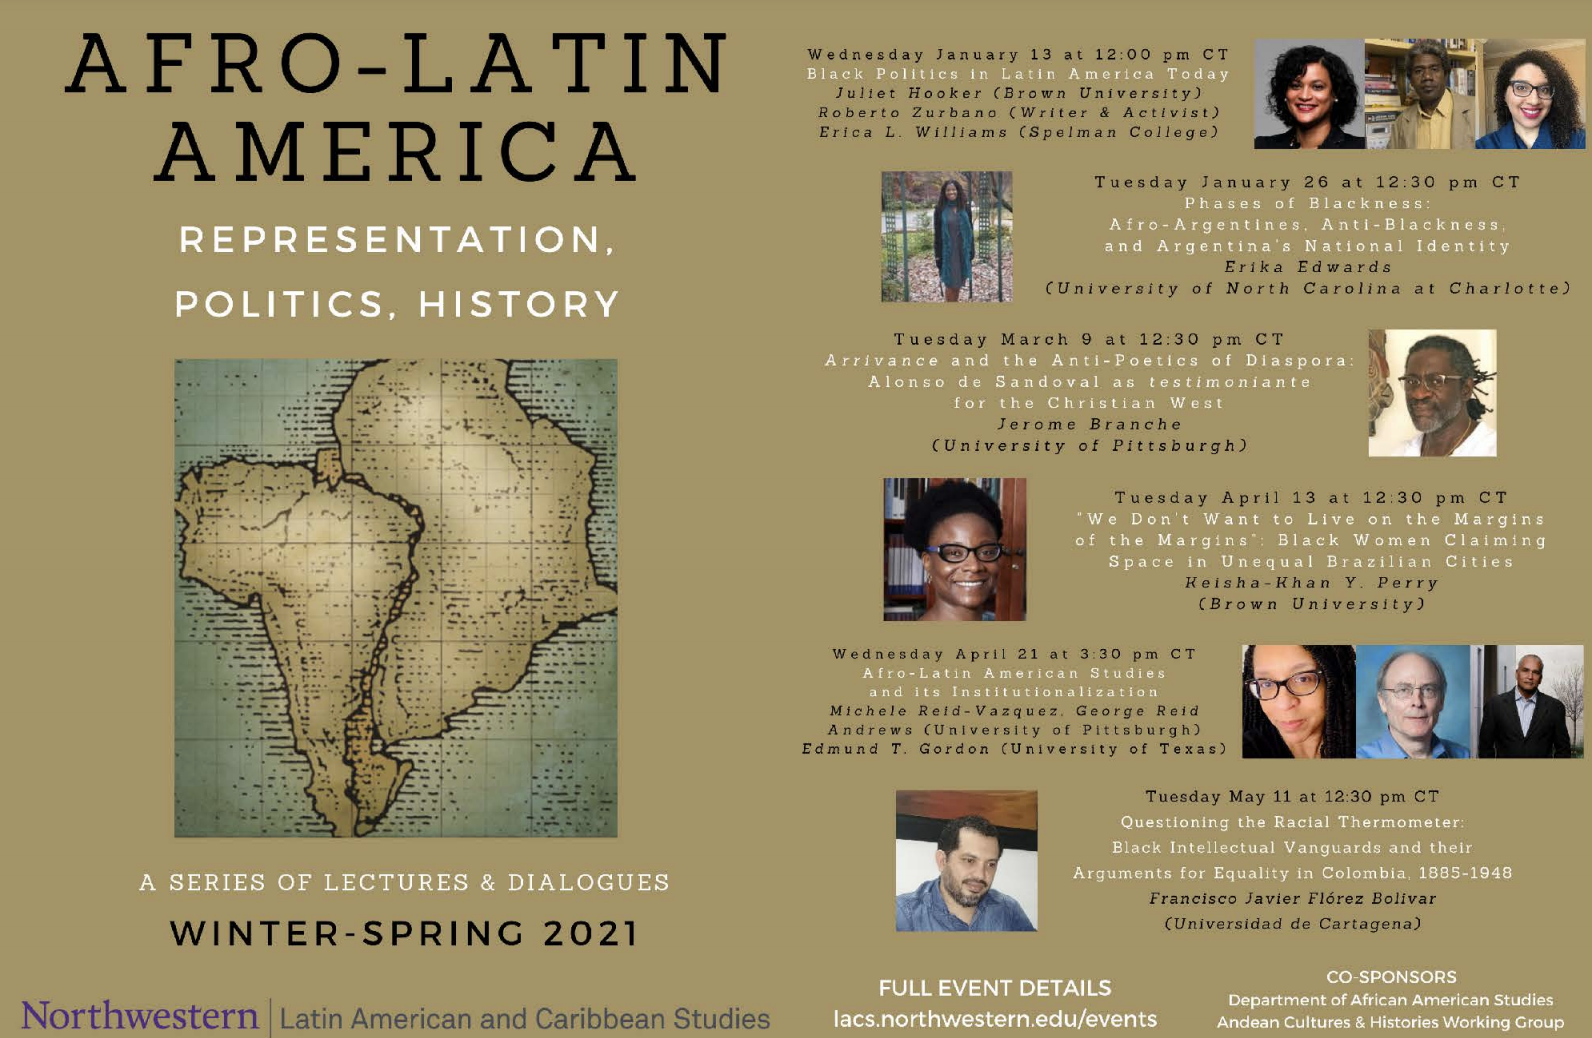 AFRO-LATIN
AMERICA
REPRESENTATION,
POLITICS, HISTORY
A SERIES OF LECTURES & DIALOGUES
WINTER-SPRING 2021
Northwestern | Latin American and Caribbean Studies
Wednesday January 13 at 12:00 pm CT
Black Politics in Latin America Today
Juliet Hooker (Brown University)
Roberto Zurbano (Writer & Activist)
Erica L. Williams (Spelman College)
Tuesday January 26 at 12:30 pm CT
Phases of Blackness:
Afro-Argentines, Anti-Blackness,
and Argentina's National Identity
Erika Edwards
(University of North Carolina at Charlotte)
Tuesday March 9 at 12:30 pm CT
Arrivance and the Anti-Poetics of Diaspora:
Alonso de Sandoval as testimoniante
for the Christian West
Jerome Branche
(University of Pittsburgh)
Tuesday April 13 at 12:30 pm CT
"We Don't Want to Live on the Margins
of the Margins": Black Women Claiming
Space in Unequal Brazilian Cities
Keisha-Khan Y. Perry
(Brown University)
Wednesday April 21 at 3:30 pm CT
Afro-Latin American Studies
and its Institutionalization
Michele Reid-Vazquez, George Reid
Andrews (University of Pittsburgh)
Edmund T. Gordon (University of Texas)
Tuesday May 11 at 12:30 pm CT
Questioning the Racial Thermometer:
Black Intellectual Vanguards and their
Arguments for Equality in Colombia, 1885-1948
Francisco Javier Flórez Bolivar
(Universidad de Cartagena)
FULL EVENT DETAILS
lacs.northwestern.edu/events
CO-SPONSORS
Department of African American Studies
Andean Cultures & Histories Working Group